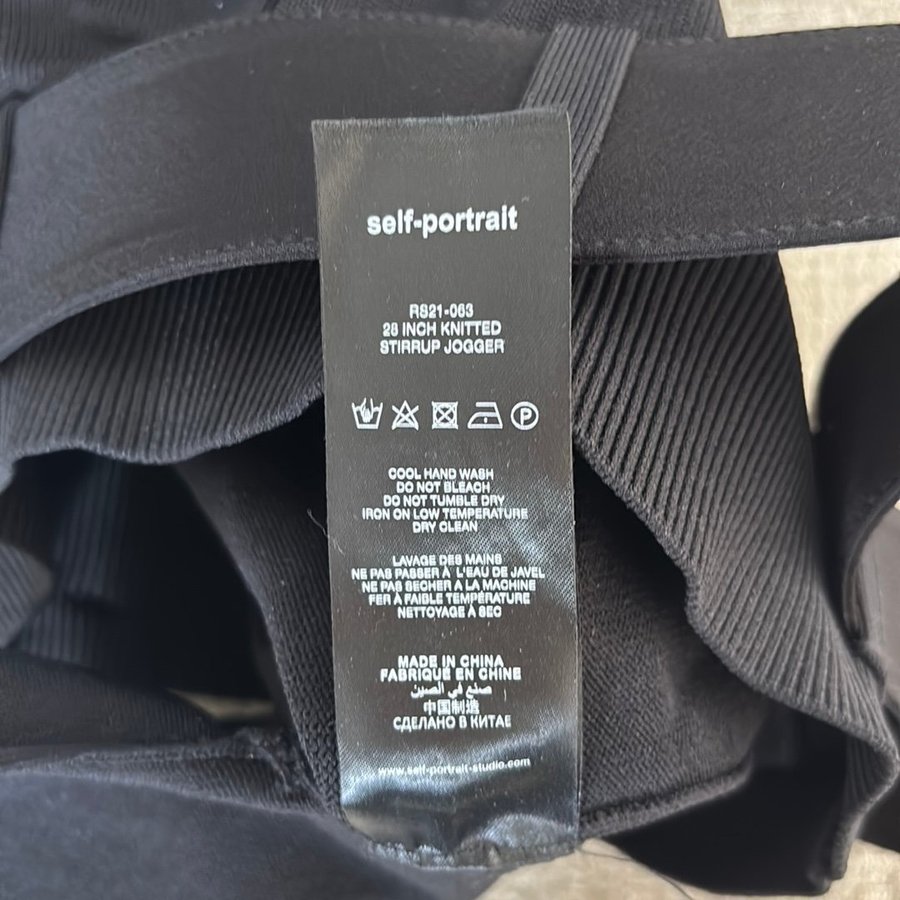 self-portrait
RS21-063
28 INCH KNITTED
STIRRUP JOGGER
P
COOL HAND WASH
DO NOT BLEACH
DO NOT TUMBLE DRY
IRON ON LOW TEMPERATURE
DRY CLEAN
LAVAGE DES MAINS
NE PAS PASSER À L'EAU DE JAVEL
NE PAS SECHER A LA MACHINE
FER À FAIBLE TEMPÉRATURE
NETTOYAGE À SEC
MADE IN CHINA
FABRIQUÉ EN CHINE
صنع في الصين
中国制造
СДЕЛАНО В КИТАЕ
www.self-portrait-studio.com